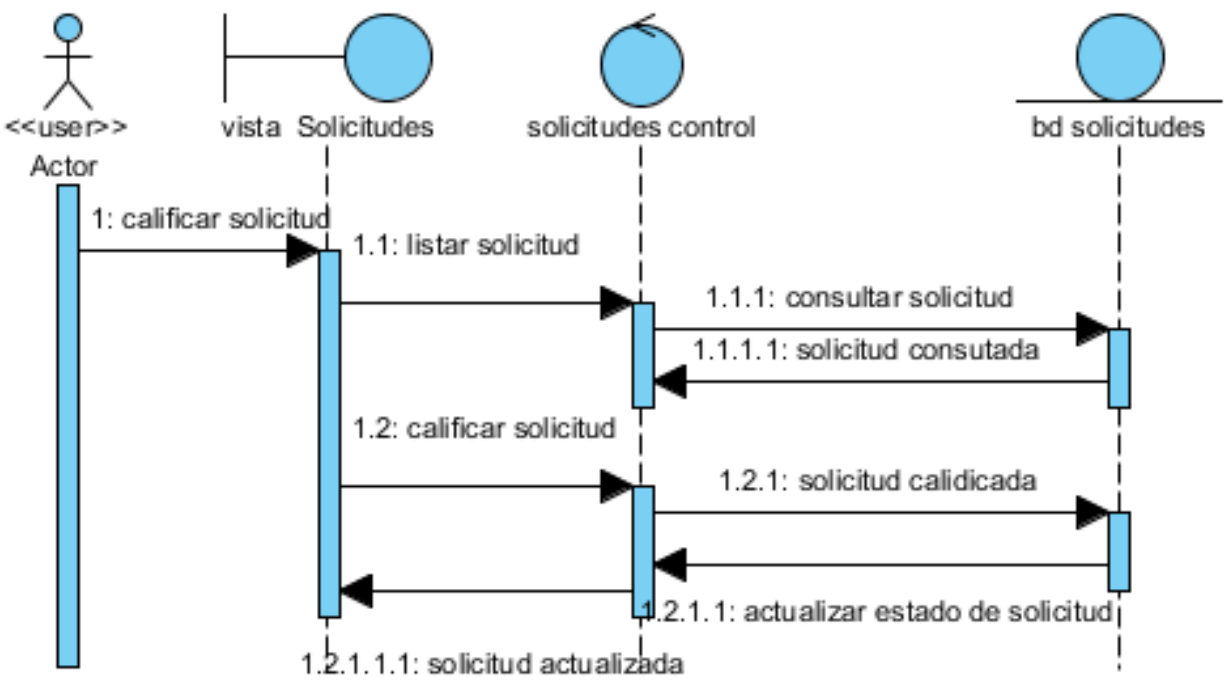 <<user>>
Actor
vista Solicitudes
solicitudes control
bd solicitudes
1: calificar solicitud
1.1: listar solicitud
1.1.1: consultar solicitud
1.1.1.1: solicitud consutada
1.2: calificar solicitud
1.2.1: solicitud calidicada
1.2.1.1: actualizar estado de solicitud
1.2.1.1.1: solicitud actualizada